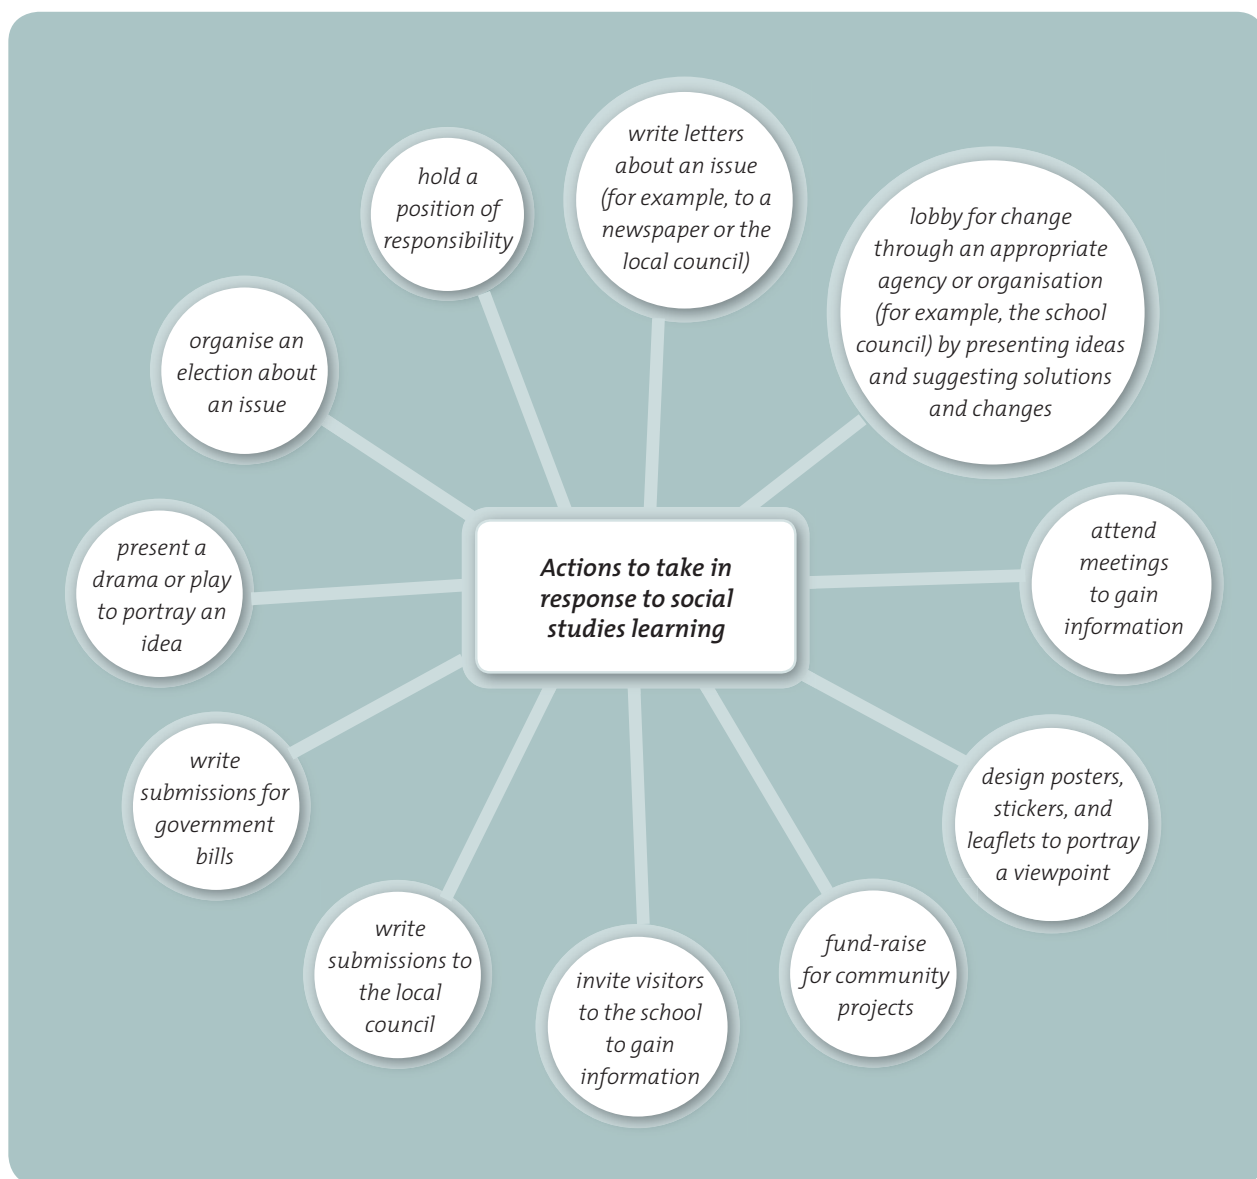 write letters
about an issue
(for example, to a
newspaper or the
local council)
hold a
position of
responsibility
lobby for change
through an appropriate
agency or organisation
(for example, the school
council) by presenting ideas
and suggesting solutions
and changes
organise an
election about
an issue
attend
meetings
to gain
information
present a
drama or play
to portray an
idea
Actions to take in
response to social
studies learning
write
submissions for
government
bills
design posters,
stickers, and
leaflets to portray
a viewpoint
write
submissions to
the local
council
invite visitors
to the school
to gain
information
fund-raise
for community
projects